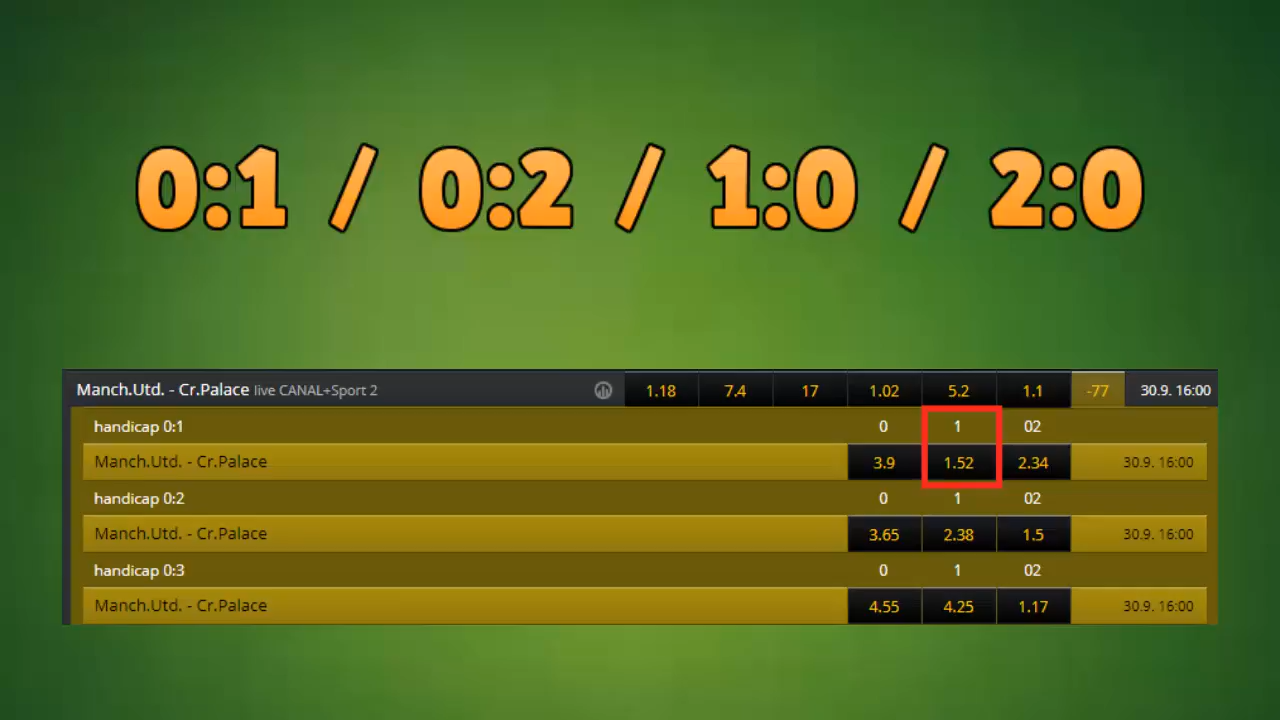 0:1 / 0:2 / 1:0 / 2:0
Manch.Utd. - Cr.Palace live CANAL+Sport 2 1.18 7.4 17 1.02 5.2 1.1 -77 30.9. 16:00
handicap 0:1 0 1 02
Manch.Utd. - Cr.Palace 3.9 1.52 2.34 30.9. 16:00
handicap 0:2 0 1 02
Manch.Utd. - Cr.Palace 3.65 2.38 1.5 30.9. 16:00
handicap 0:3 0 1 02
Manch.Utd. - Cr.Palace 4.55 4.25 1.17 30.9. 16:00